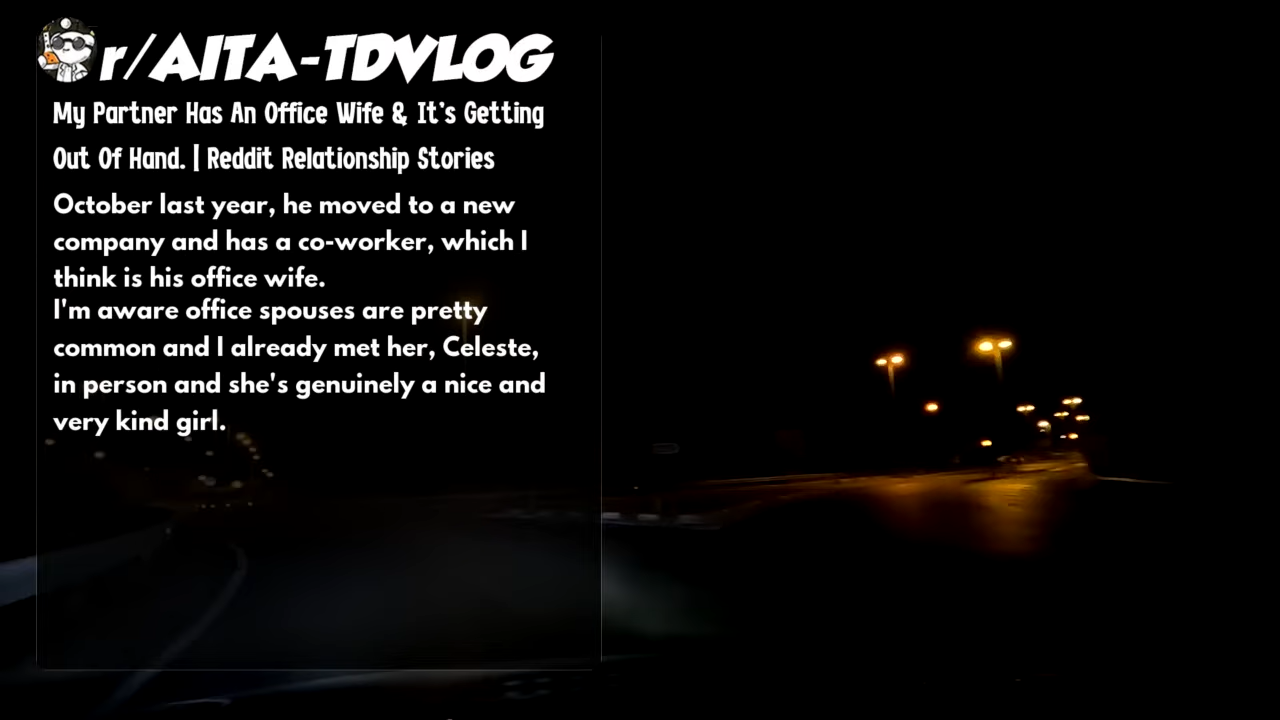 r/AITA-TDVLOG
My Partner Has An Office Wife & It's Getting
Out Of Hand. | Reddit Relationship Stories
October last year, he moved to a new
company and has a co-worker, which I
think is his office wife.
I'm aware office spouses are pretty
common and I already met her, Celeste,
in person and she's genuinely a nice and
very kind girl.